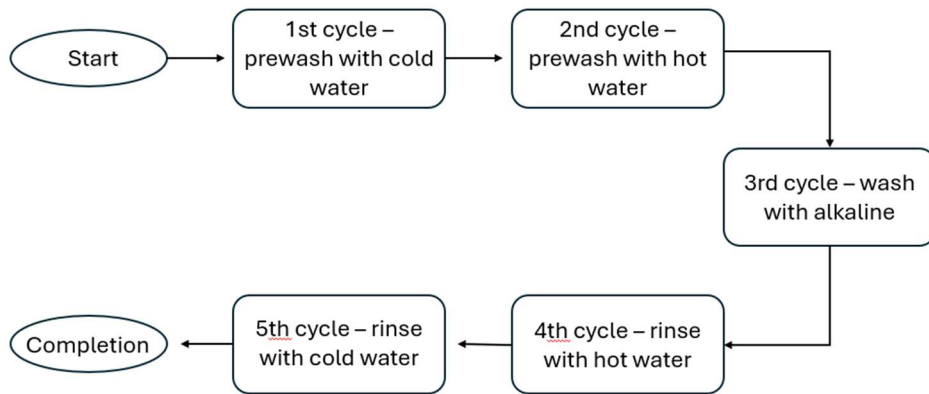 Start
1st cycle –
prewash with cold
water
2nd cycle –
prewash with hot
water
3rd cycle – wash
with alkaline
4th cycle – rinse
with hot water
5th cycle – rinse
with cold water
Completion